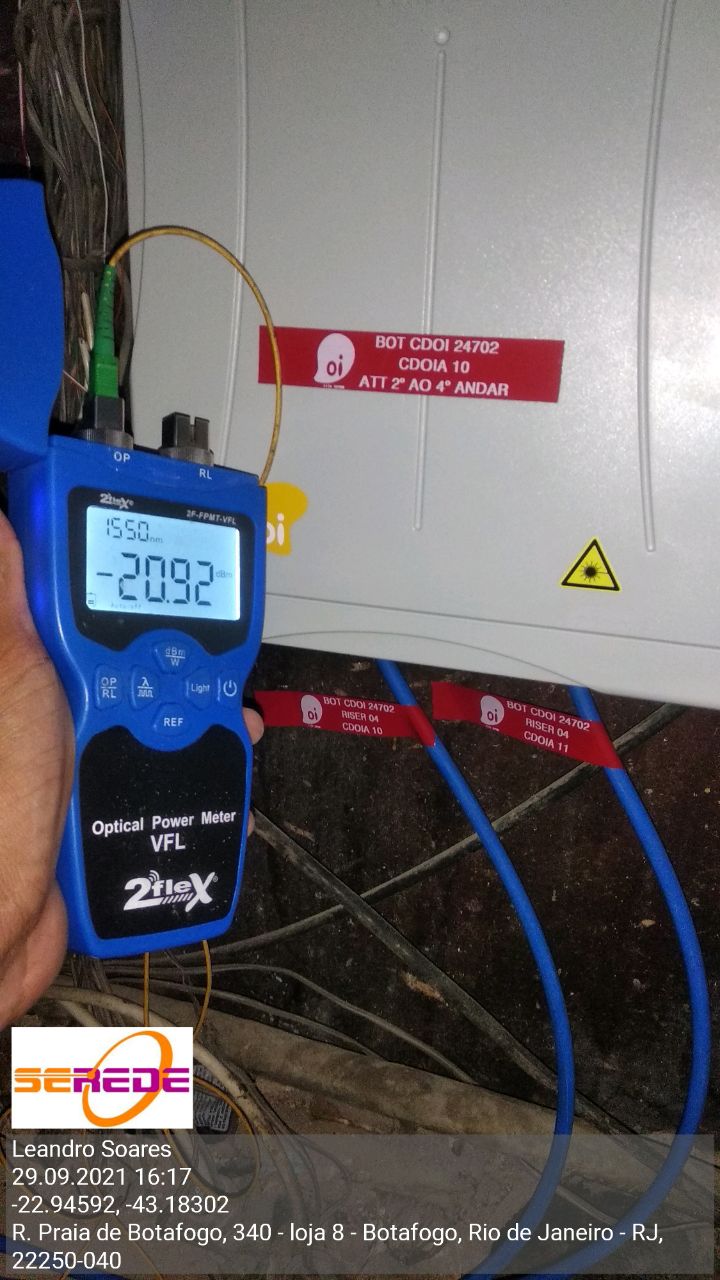 BOT CDOI 24702
CDOIA 10
ATT 2º AO 4º ANDAR
oi
OP
RL
2fleX
2F-FPMT-VFL
1550nm
-20.92 dBm
Auto-off
dBm
W
OP
RL
λ
Light
REF
oi
BOT CDOI 24702
RISER 04
CDOIA 10
oi
BOT CDOI 24702
RISER 04
CDOIA 11
oi
Optical Power Meter
VFL
2fleX
SEREDE
Leandro Soares
29.09.2021 16:17
-22.94592, -43.18302
R. Praia de Botafogo, 340 - loja 8 - Botafogo, Rio de Janeiro - RJ,
22250-040